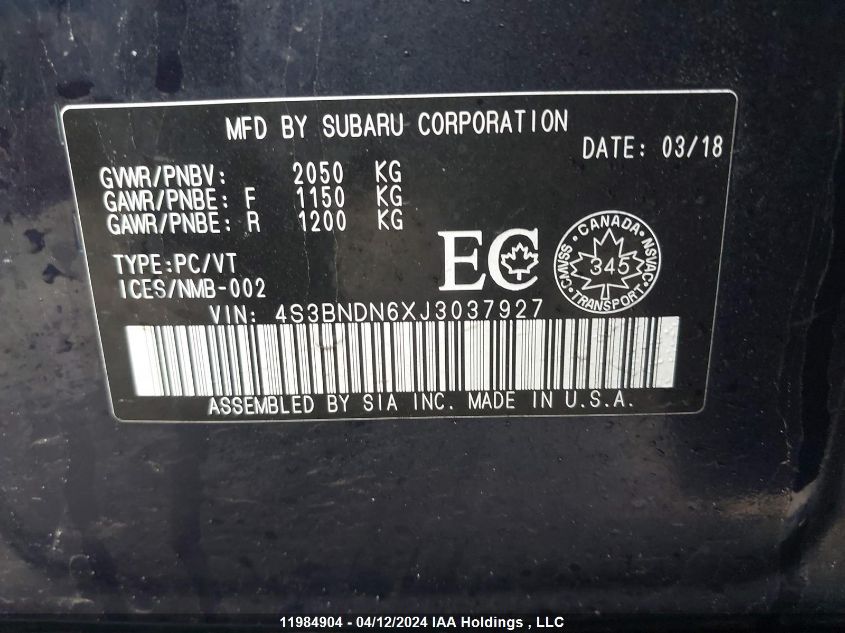 MFD BY SUBARU CORPORATION
DATE: 03/18
GVWR/PNBV: 2050 KG
GAWR/PNBE: F 1150 KG
GAWR/PNBE: R 1200 KG
TYPE:PC/VT
ICES/NMB-002
EC
CANADA
CMVSS NSVAC
345
TRANSPORT
VIN: 4S3BNDN6XJ3037927
ASSEMBLED BY SIA INC. MADE IN U.S.A.
11984904 - 04/12/2024 IAA Holdings , LLC